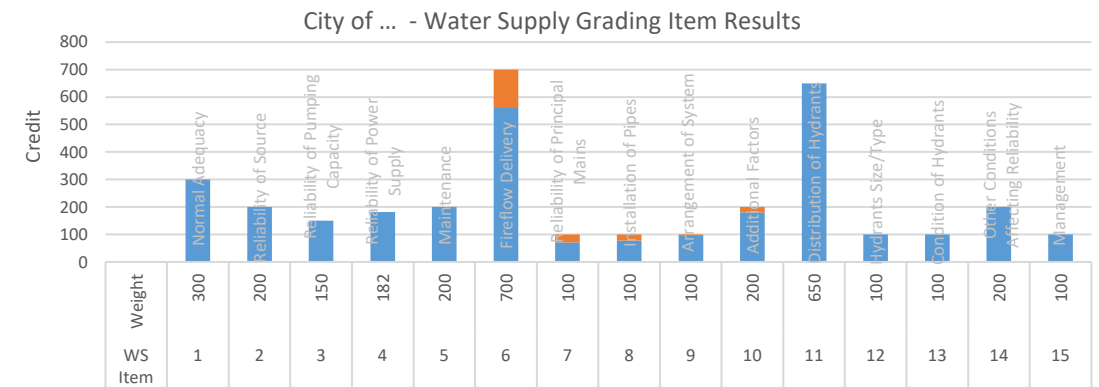 City of ... - Water Supply Grading Item Results
800
700
600
500
400
300
200
100
0
Credit
Normal Adequacy
Reliability of Source
Reliability of Pumping
Capacity
Reliability of Power
Supply
Maintenance
Fireflow Delivery
Reliability of Principal
Mains
Installation of Pipes
Arrangement of System
Additional Factors
Distribution of Hydrants
Hydrants Size/Type
Condition of Hydrants
Other Conditions
Affecting Reliability
Management
Weight 300 200 150 182 200 700 100 100 100 200 650 100 100 200 100
WS 1 2 3 4 5 6 7 8 9 10 11 12 13 14 15
Item